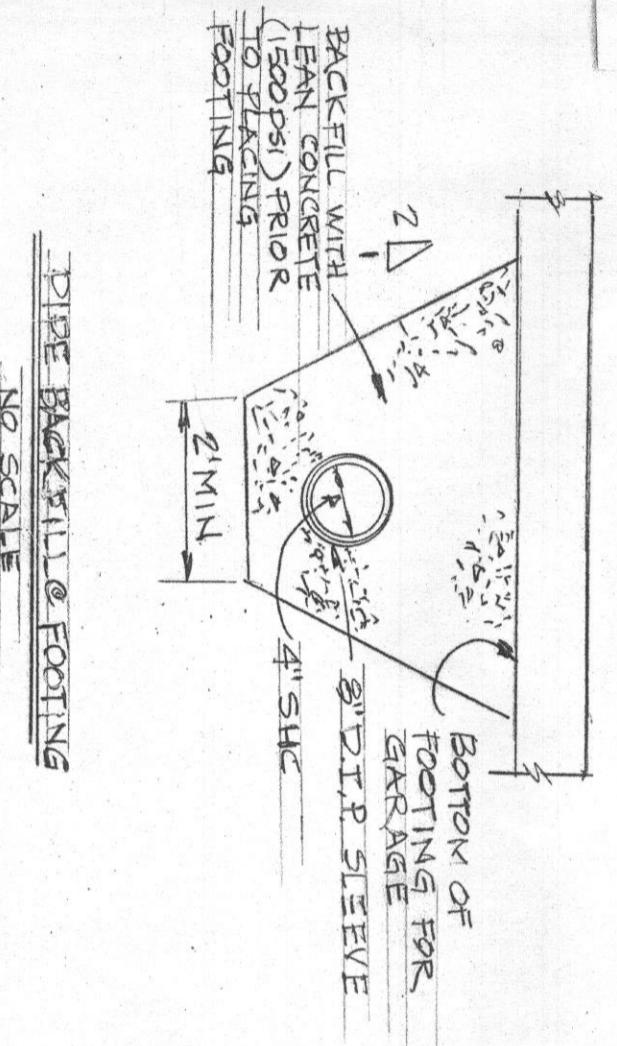 BACKFILL WITH
LEAN CONCRETE
(1500 PSI) PRIOR
TO PLACING
FOOTING
2
1
2' MIN
BOTTOM OF
FOOTING FOR
GARAGE
8" D.I.P. SLEEVE
4" SHC
PIPE BACKFILL @ FOOTING
NO SCALE